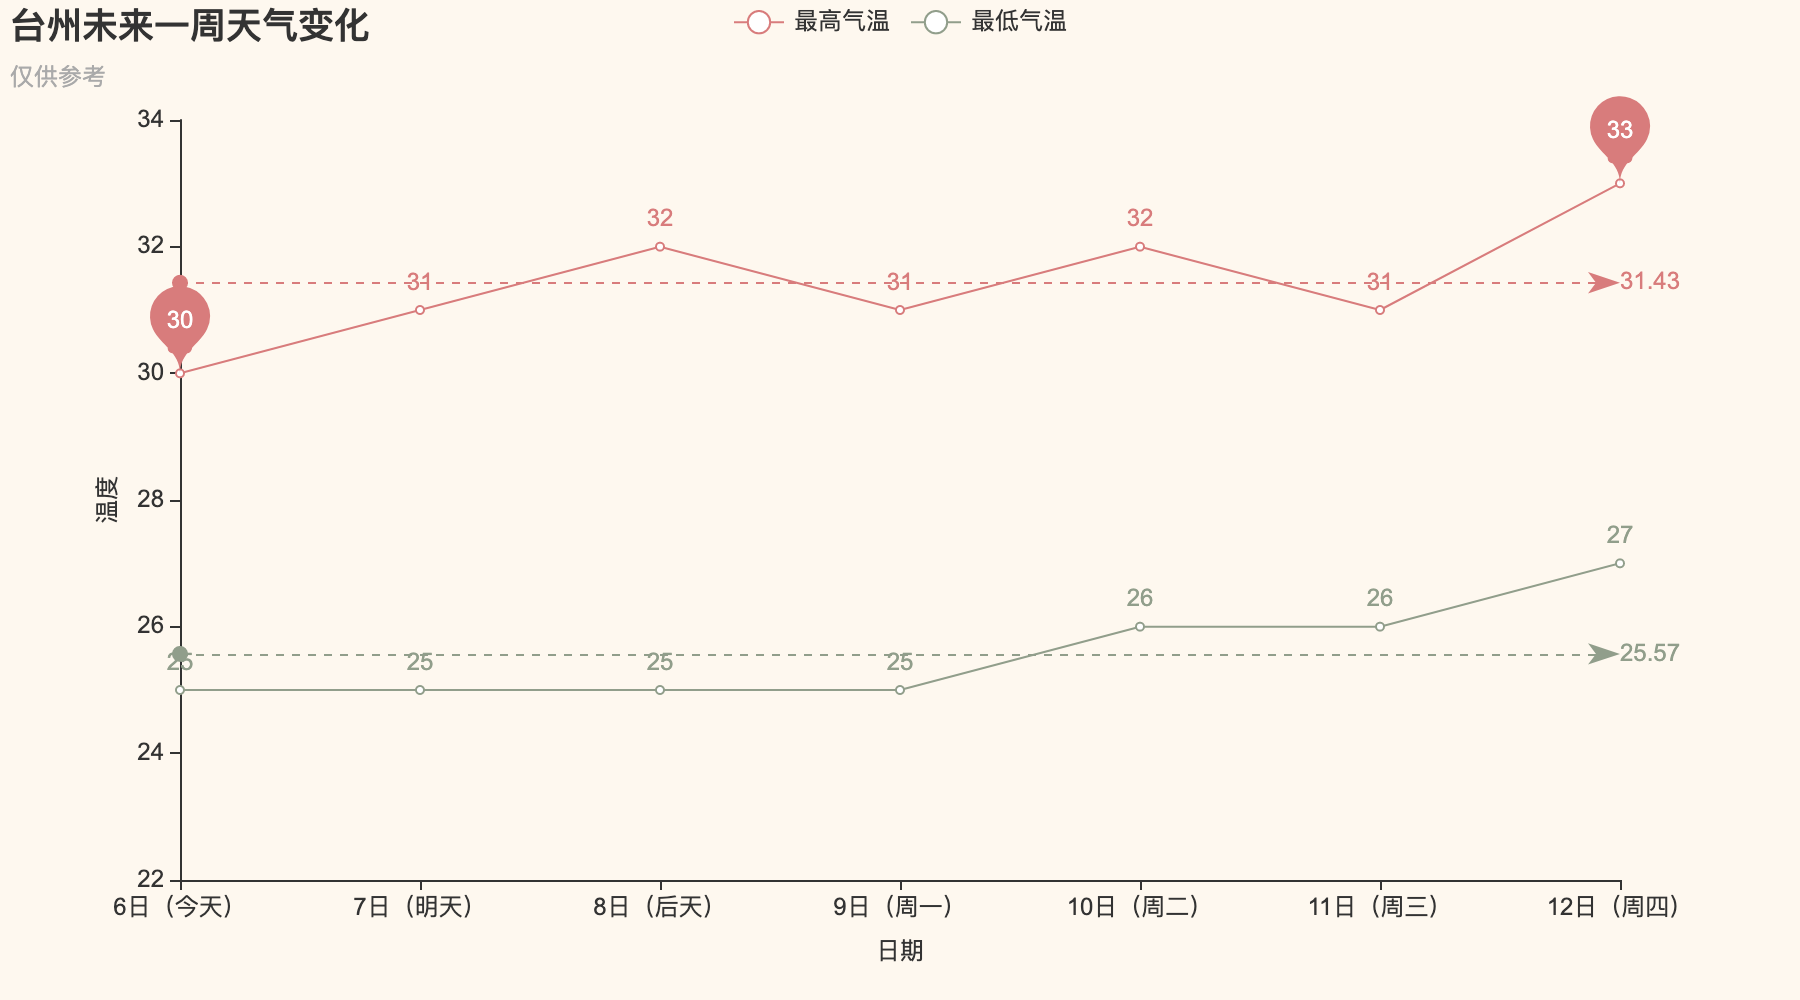 台州未来一周天气变化
仅供参考
最高气温
最低气温
温度
34
32
30
28
26
24
22
30
31
32
31
32
31
33
31.43
25
25
25
25
26
26
27
25.57
6日（今天）
7日（明天）
8日（后天）
9日（周一）
10日（周二）
11日（周三）
12日（周四）
日期